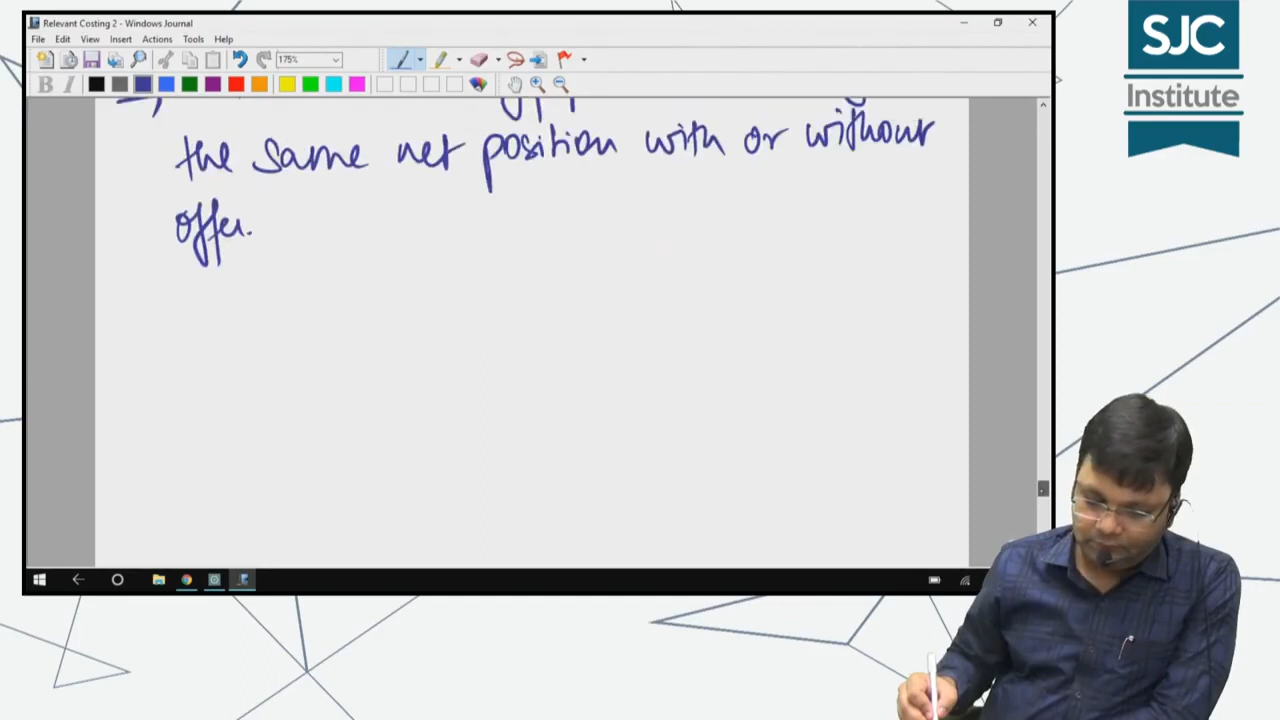 Relevant Costing 2 - Windows Journal
File Edit View Insert Actions Tools Help
175%
B I
the same net position with or without
offer.
SJC
Institute